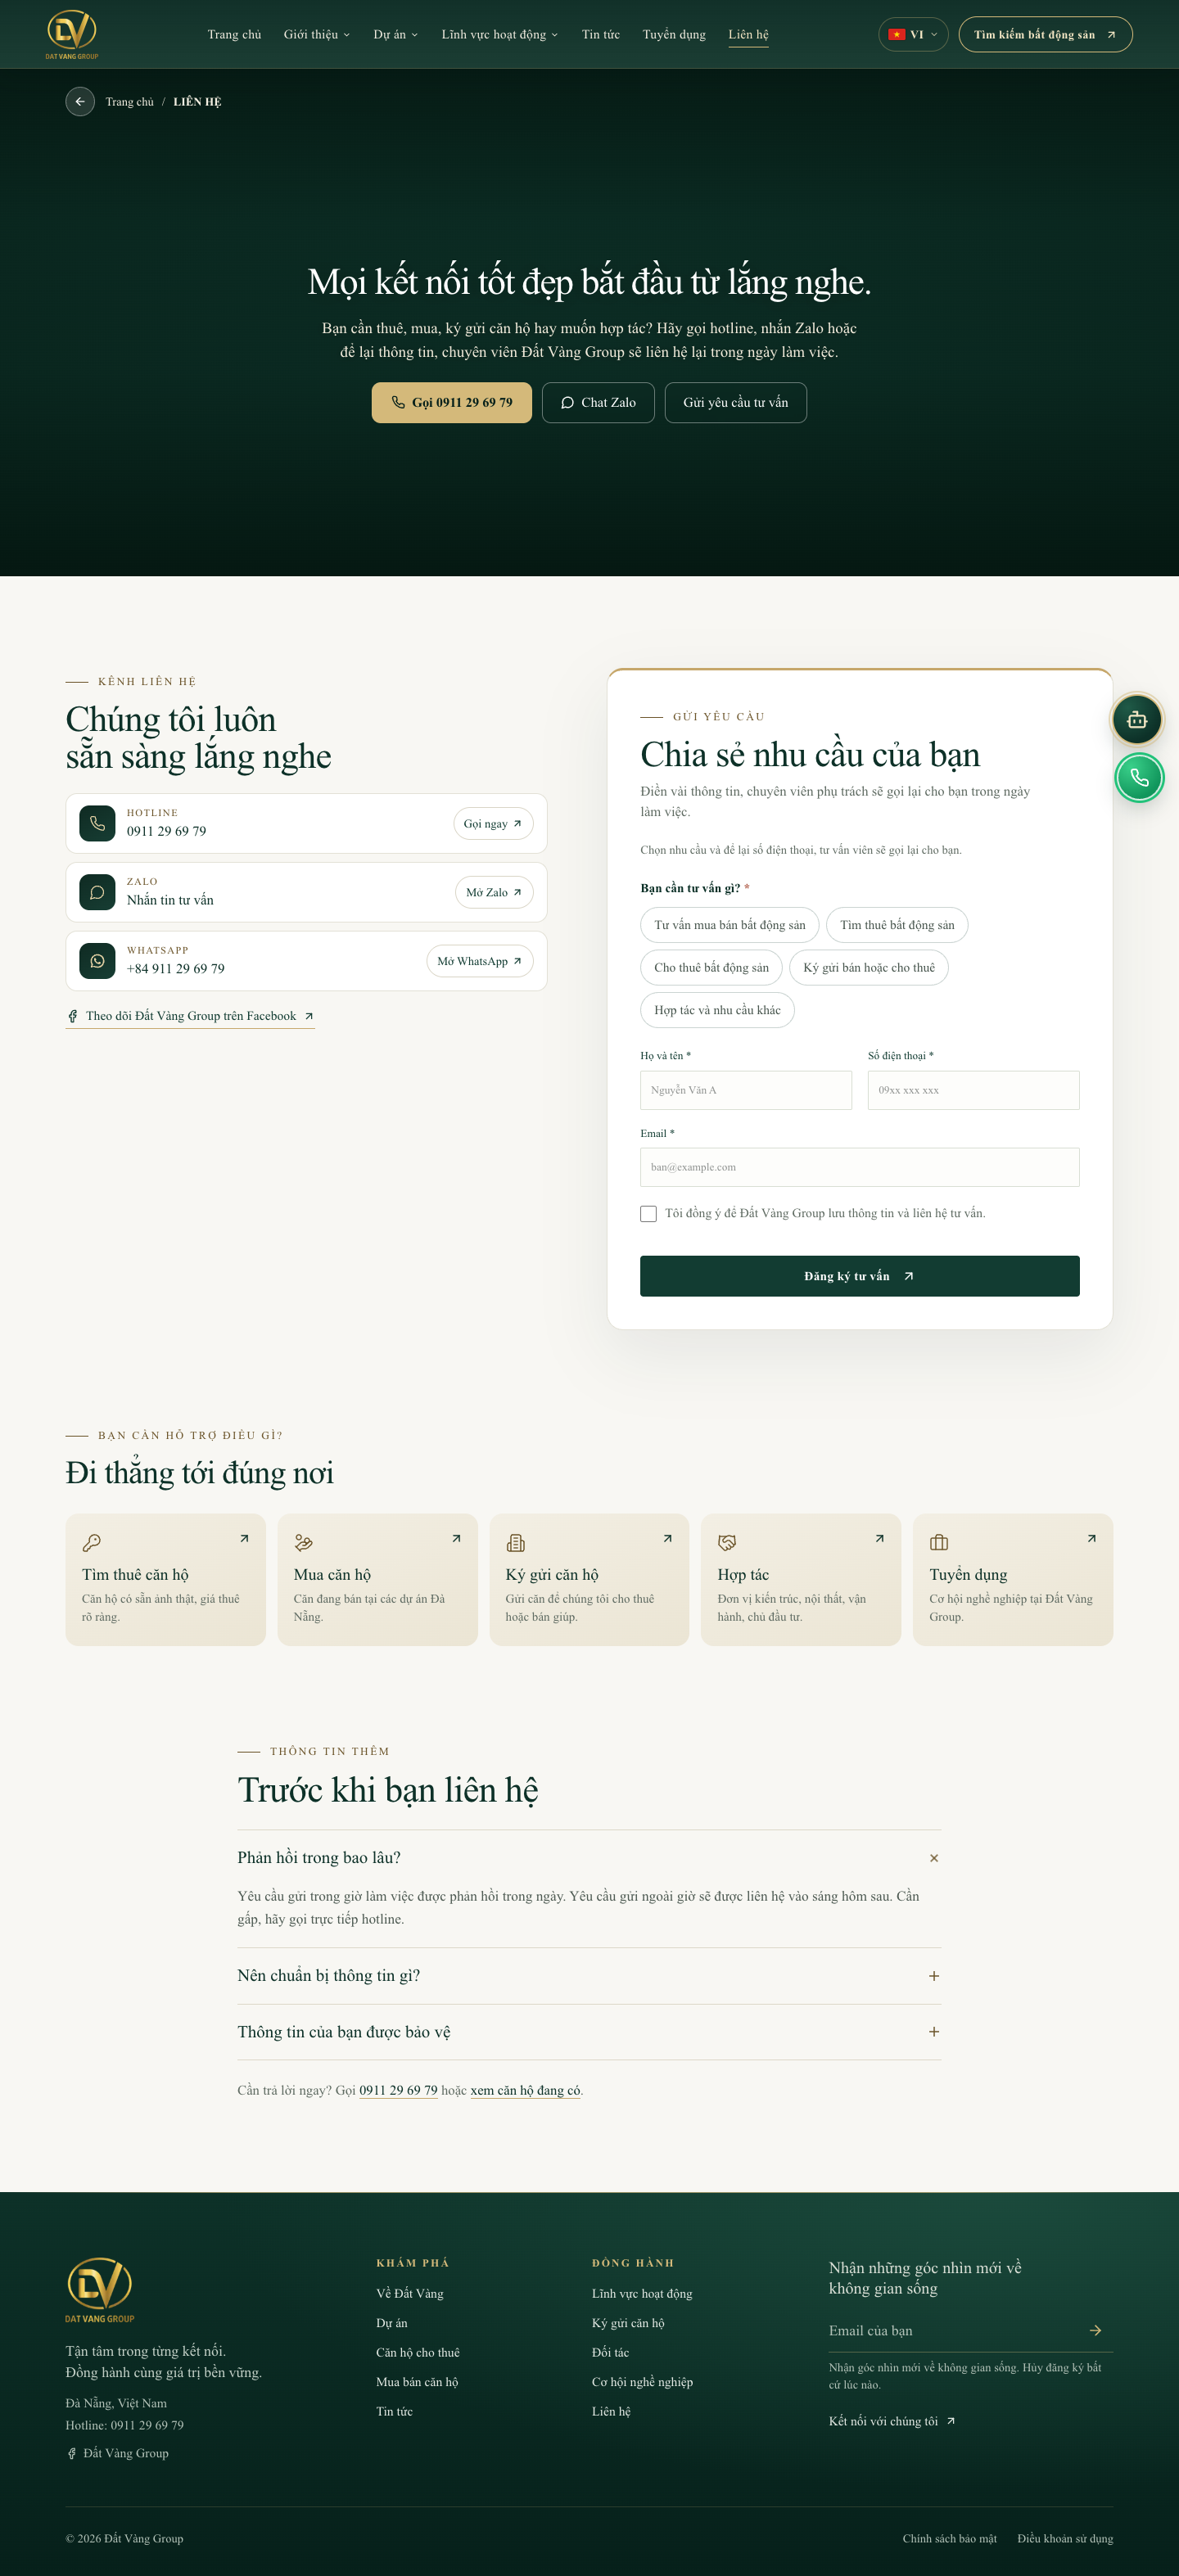 DAT VANG GROUP
Trang chủ
Giới thiệu
Dự án
Lĩnh vực hoạt động
Tin tức
Tuyển dụng
Liên hệ
VI
Tìm kiếm bất động sản
Trang chủ / LIÊN HỆ
Mọi kết nối tốt đẹp bắt đầu từ lắng nghe.
Bạn cần thuê, mua, ký gửi căn hộ hay muốn hợp tác? Hãy gọi hotline, nhắn Zalo hoặc
để lại thông tin, chuyên viên Đất Vàng Group sẽ liên hệ lại trong ngày làm việc.
Gọi 0911 29 69 79
Chat Zalo
Gửi yêu cầu tư vấn
KÊNH LIÊN HỆ
Chúng tôi luôn
sẵn sàng lắng nghe
HOTLINE
0911 29 69 79
Gọi ngay
ZALO
Nhắn tin tư vấn
Mở Zalo
WHATSAPP
+84 911 29 69 79
Mở WhatsApp
Theo dõi Đất Vàng Group trên Facebook
GỬI YÊU CẦU
Chia sẻ nhu cầu của bạn
Điền vài thông tin, chuyên viên phụ trách sẽ gọi lại cho bạn trong ngày
làm việc.
Chọn nhu cầu và để lại số điện thoại, tư vấn viên sẽ gọi lại cho bạn.
Bạn cần tư vấn gì? *
Tư vấn mua bán bất động sản
Tìm thuê bất động sản
Cho thuê bất động sản
Ký gửi bán hoặc cho thuê
Hợp tác và nhu cầu khác
Họ và tên *
Số điện thoại *
Nguyễn Văn A
09xx xxx xxx
Email *
ban@example.com
Tôi đồng ý để Đất Vàng Group lưu thông tin và liên hệ tư vấn.
Đăng ký tư vấn
BẠN CẦN HỖ TRỢ ĐIỀU GÌ?
Đi thẳng tới đúng nơi
Tìm thuê căn hộ
Căn hộ có sẵn ảnh thật, giá thuê
rõ ràng.
Mua căn hộ
Căn đang bán tại các dự án Đà
Nẵng.
Ký gửi căn hộ
Gửi căn để chúng tôi cho thuê
hoặc bán giúp.
Hợp tác
Đơn vị kiến trúc, nội thất, vận
hành, chủ đầu tư.
Tuyển dụng
Cơ hội nghề nghiệp tại Đất Vàng
Group.
THÔNG TIN THÊM
Trước khi bạn liên hệ
Phản hồi trong bao lâu?
Yêu cầu gửi trong giờ làm việc được phản hồi trong ngày. Yêu cầu gửi ngoài giờ sẽ được liên hệ vào sáng hôm sau. Cần
gấp, hãy gọi trực tiếp hotline.
Nên chuẩn bị thông tin gì?
Thông tin của bạn được bảo vệ
Cần trả lời ngay? Gọi 0911 29 69 79 hoặc xem căn hộ đang có.
DAT VANG GROUP
Tận tâm trong từng kết nối.
Đồng hành cùng giá trị bền vững.
Đà Nẵng, Việt Nam
Hotline: 0911 29 69 79
Đất Vàng Group
KHÁM PHÁ
Về Đất Vàng
Dự án
Căn hộ cho thuê
Mua bán căn hộ
Tin tức
ĐỒNG HÀNH
Lĩnh vực hoạt động
Ký gửi căn hộ
Đối tác
Cơ hội nghề nghiệp
Liên hệ
Nhận những góc nhìn mới về
không gian sống
Email của bạn
Nhận góc nhìn mới về không gian sống. Hủy đăng ký bất
cứ lúc nào.
Kết nối với chúng tôi
© 2026 Đất Vàng Group
Chính sách bảo mật
Điều khoản sử dụng